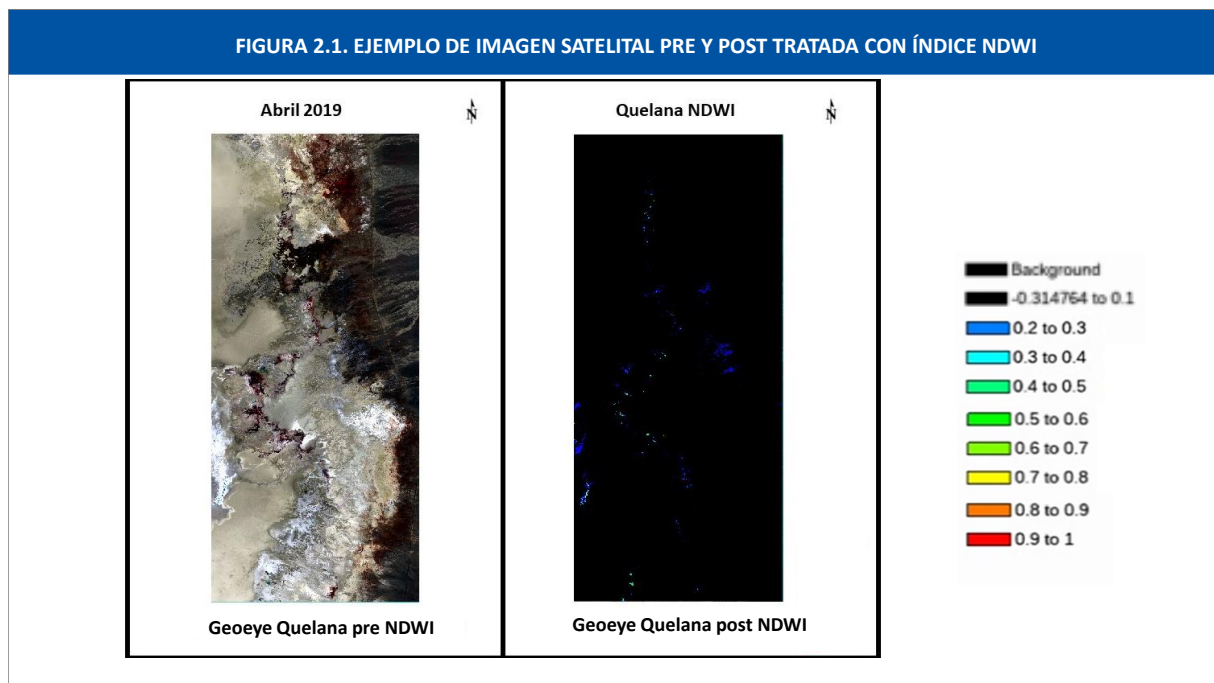 FIGURA 2.1. EJEMPLO DE IMAGEN SATELITAL PRE Y POST TRATADA CON ÍNDICE NDWI
Abril 2019
N
Geoeye Quelana pre NDWI
Quelana NDWI
N
Geoeye Quelana post NDWI
Background
-0.314764 to 0.1
0.2 to 0.3
0.3 to 0.4
0.4 to 0.5
0.5 to 0.6
0.6 to 0.7
0.7 to 0.8
0.8 to 0.9
0.9 to 1